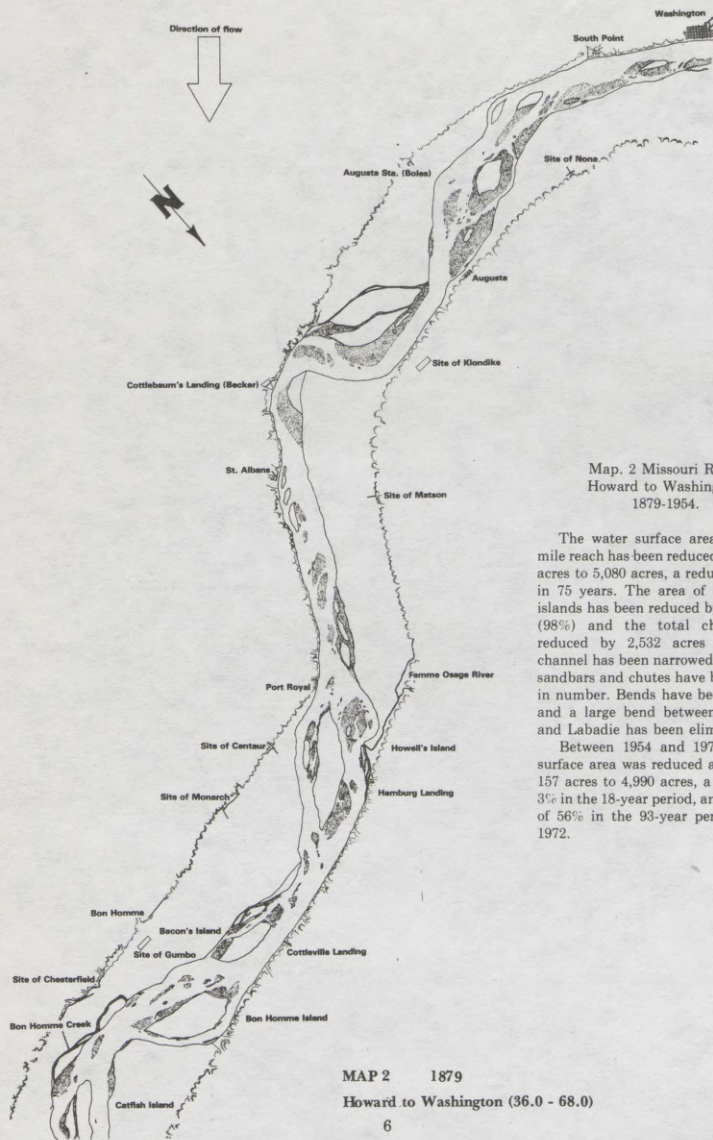 Washington
Direction of flow
South Point
Site of Nona
Augusta Sta. (Boles)
N
Augusta
Site of Klondike
Cottlebaum's Landing (Becker)
St. Albans
Site of Matson
Map. 2 Missouri R
Howard to Washing
1879-1954.
The water surface area
mile reach has been reduced
acres to 5,080 acres, a redu
in 75 years. The area of
islands has been reduced b
(98%) and the total ch
reduced by 2,532 acres
channel has been narrowed
sandbars and chutes have b
in number. Bends have be
and a large bend between
and Labadie has been elim
Between 1954 and 197
surface area was reduced a
157 acres to 4,990 acres, a
3% in the 18-year period, an
of 56% in the 93-year per
1972.
Femme Osage River
Port Royal
Site of Centaur
Howell's Island
Hamburg Landing
Site of Monarch
Bon Homme
Bacon's Island
Site of Gumbo
Cottleville Landing
Site of Chesterfield
Bon Homme Creek
Bon Homme Island
Catfish Island
MAP 2 1879
Howard to Washington (36.0 - 68.0)
6